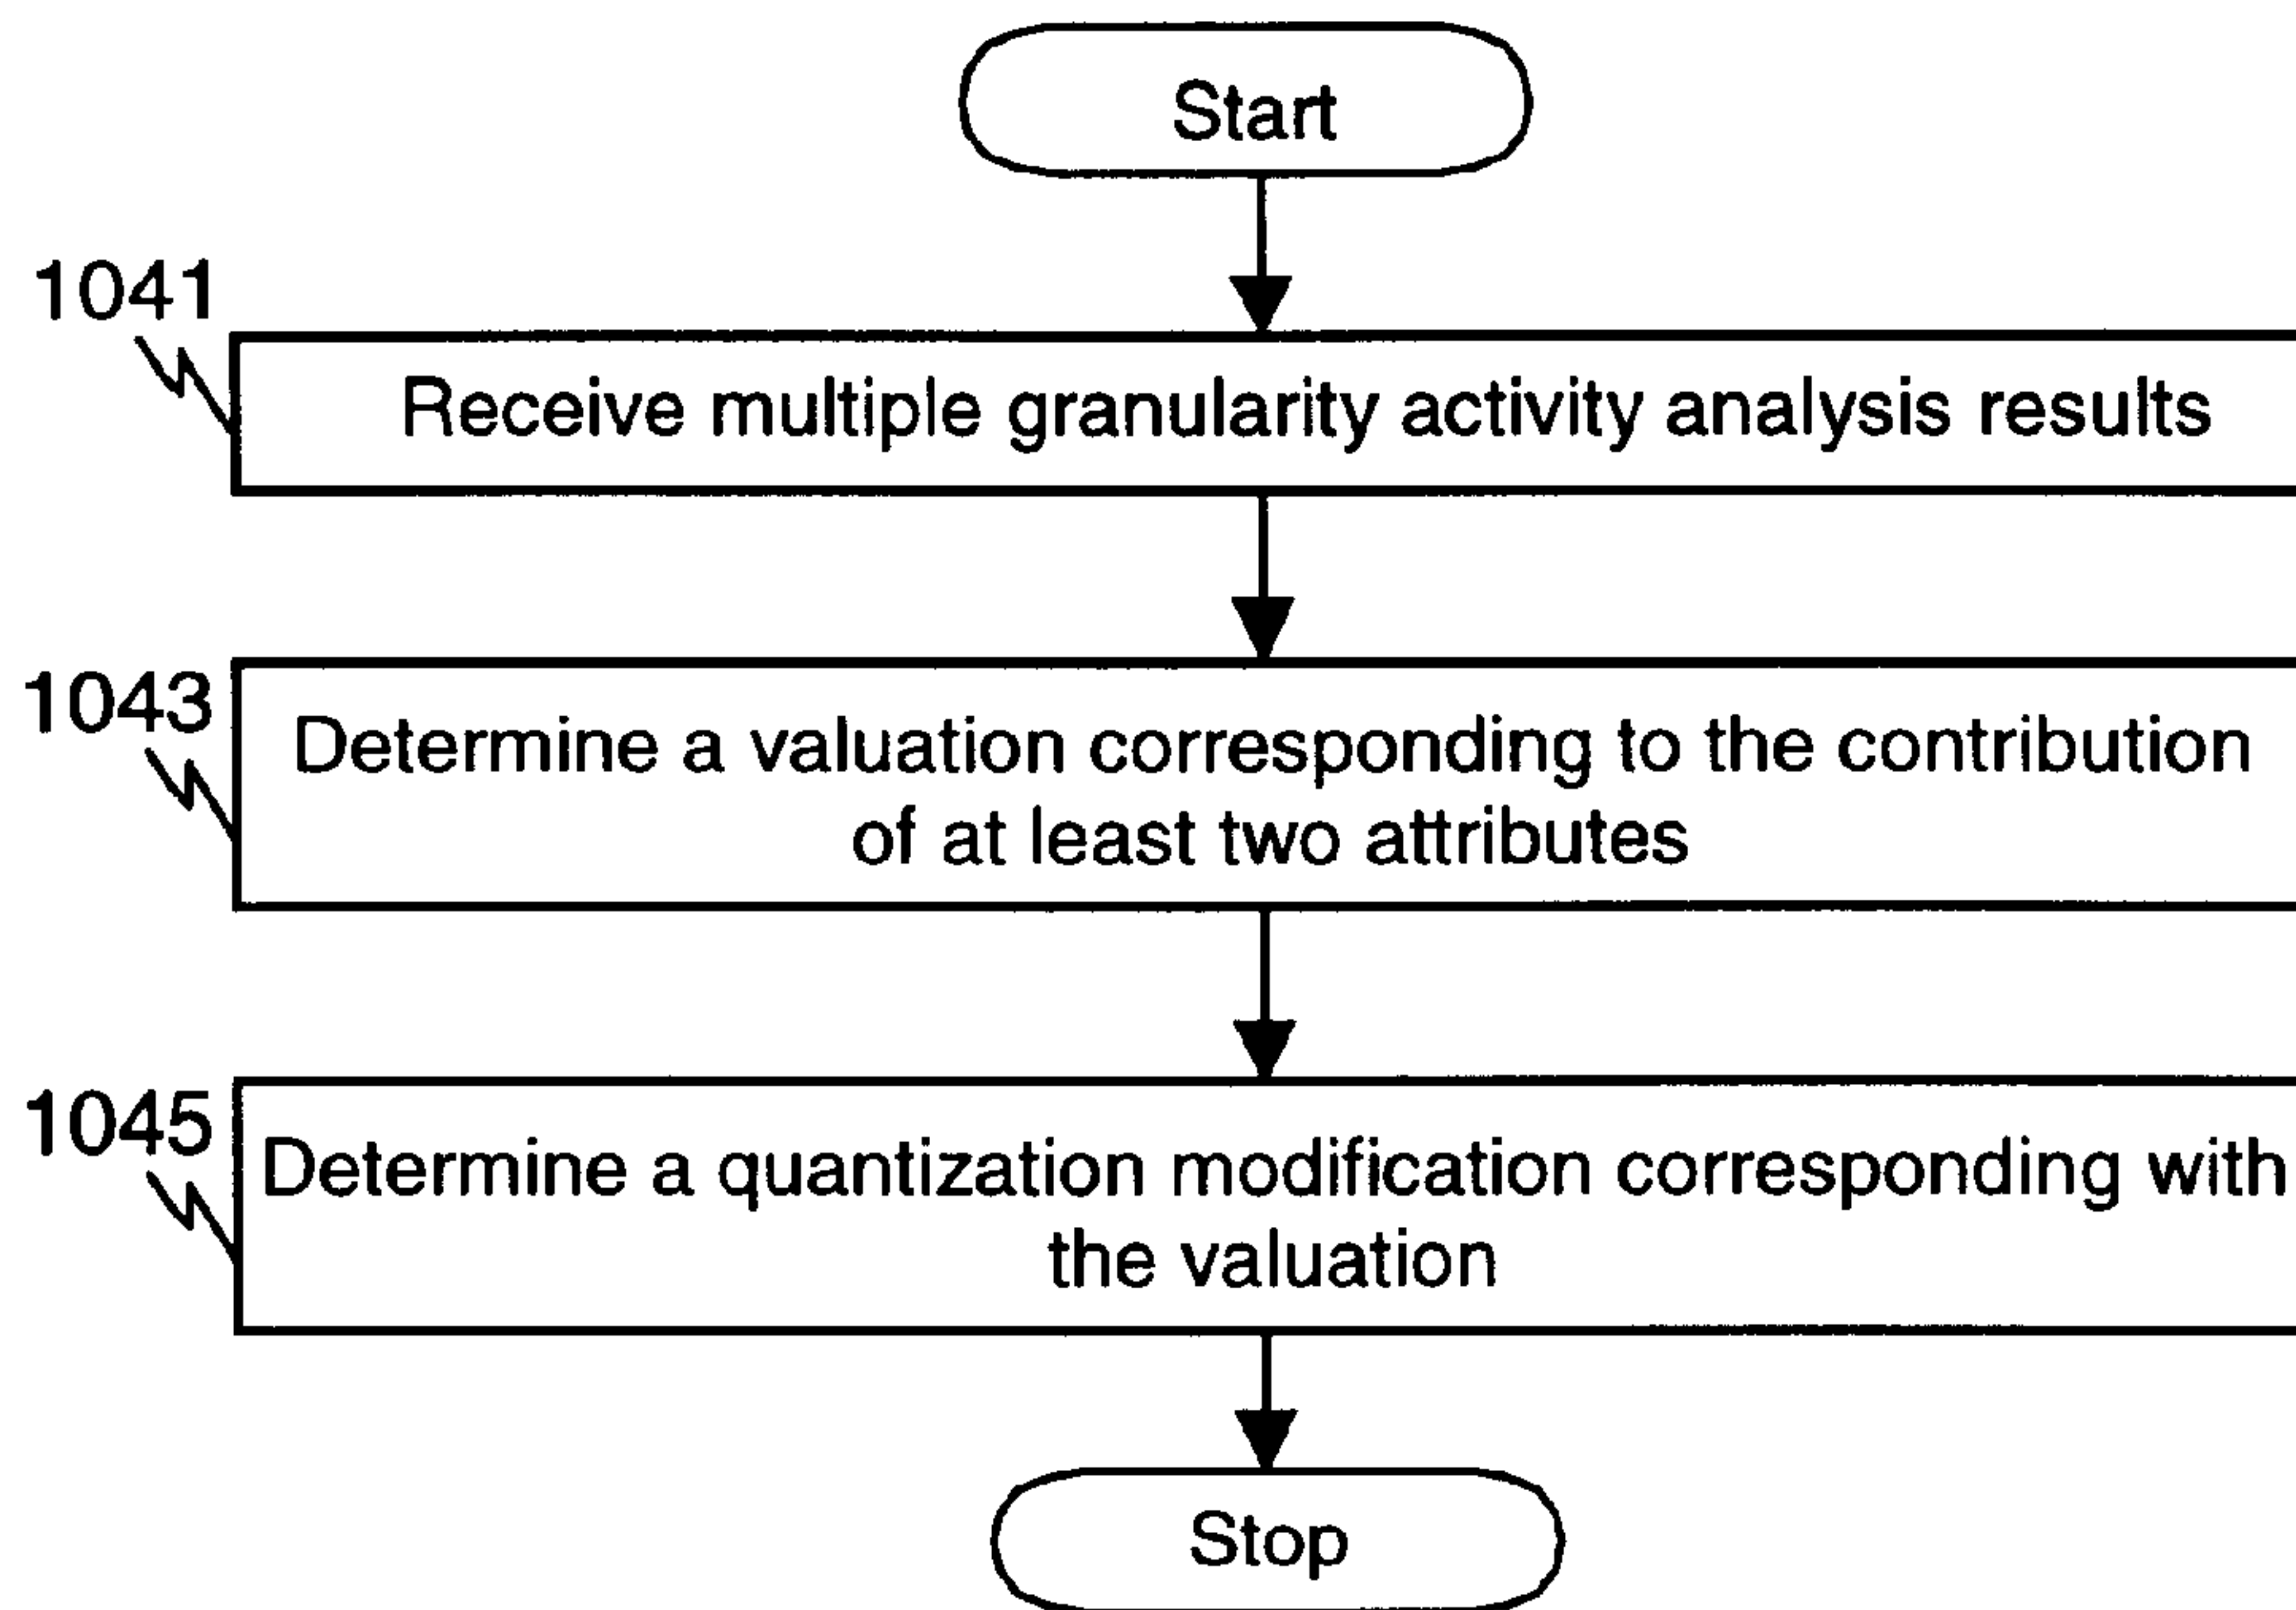 Start
1041
Receive multiple granularity activity analysis results
1043
Determine a valuation corresponding to the contribution
of at least two attributes
1045
Determine a quantization modification corresponding with
the valuation
Stop